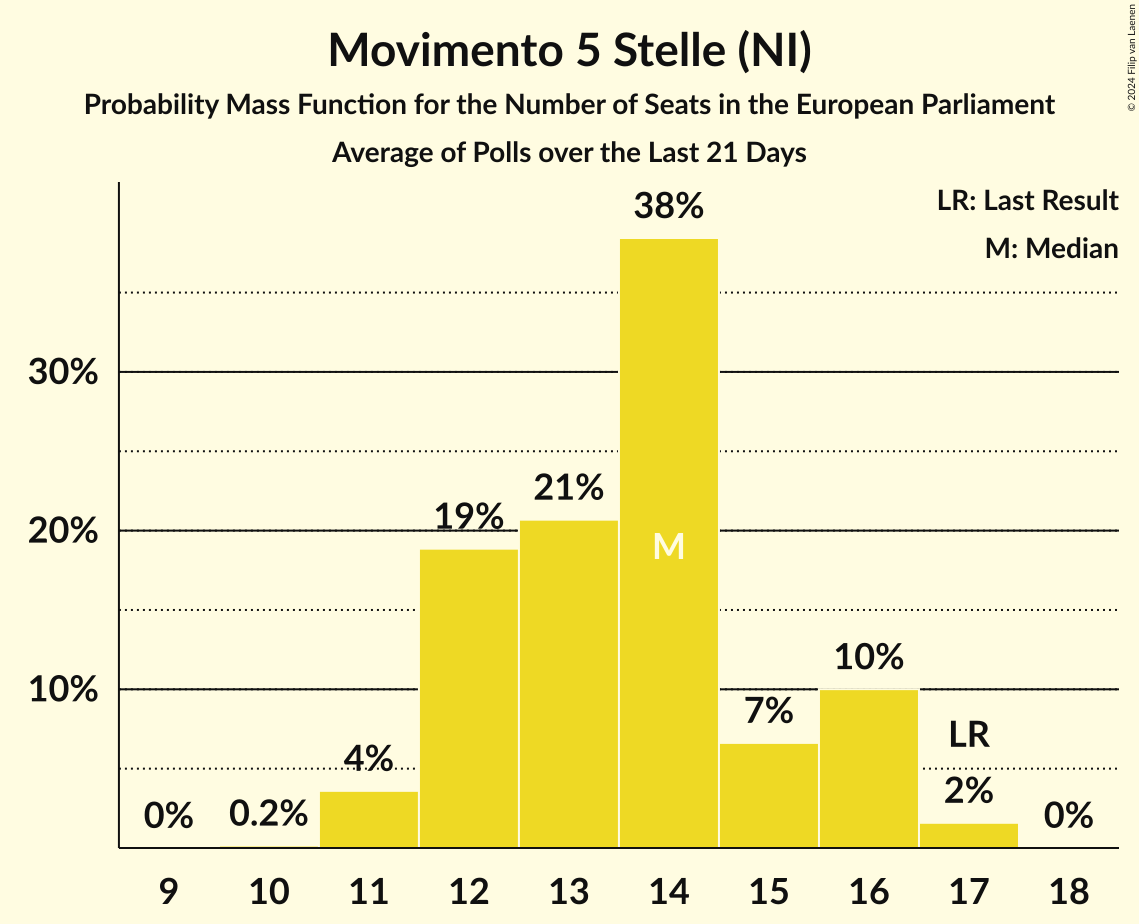 Movimento 5 Stelle (NI)
Probability Mass Function for the Number of Seats in the European Parliament
Average of Polls over the Last 21 Days
© 2024 Filip van Laenen
LR: Last Result
M: Median
38%
30%
21%
20%
19%
M
10%
10%
7%
LR
4%
2%
0%
0.2%
0%
9 10 11 12 13 14 15 16 17 18